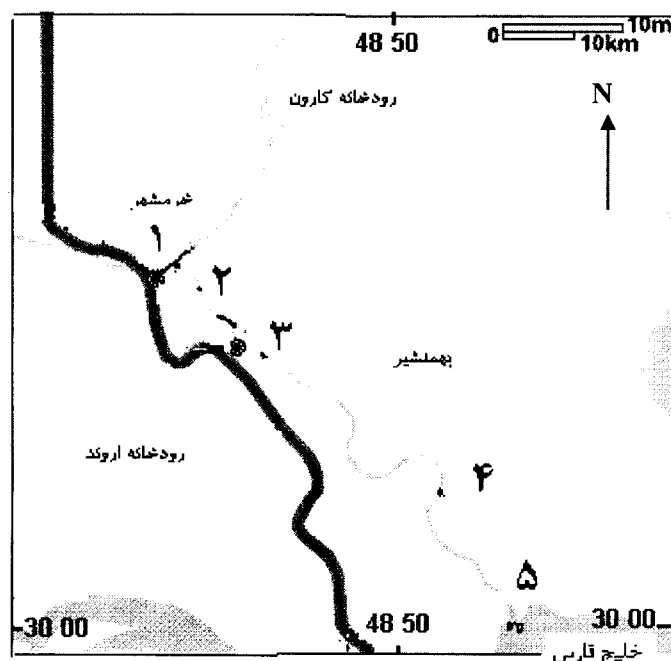 48 50
0 10m
10km
رودخانه کارون
N
خرمشهر
۱
۲
۳
بهمنشیر
رودخانه اروند
۴
۵
30 00
48 50
30 00
خلیج فارس